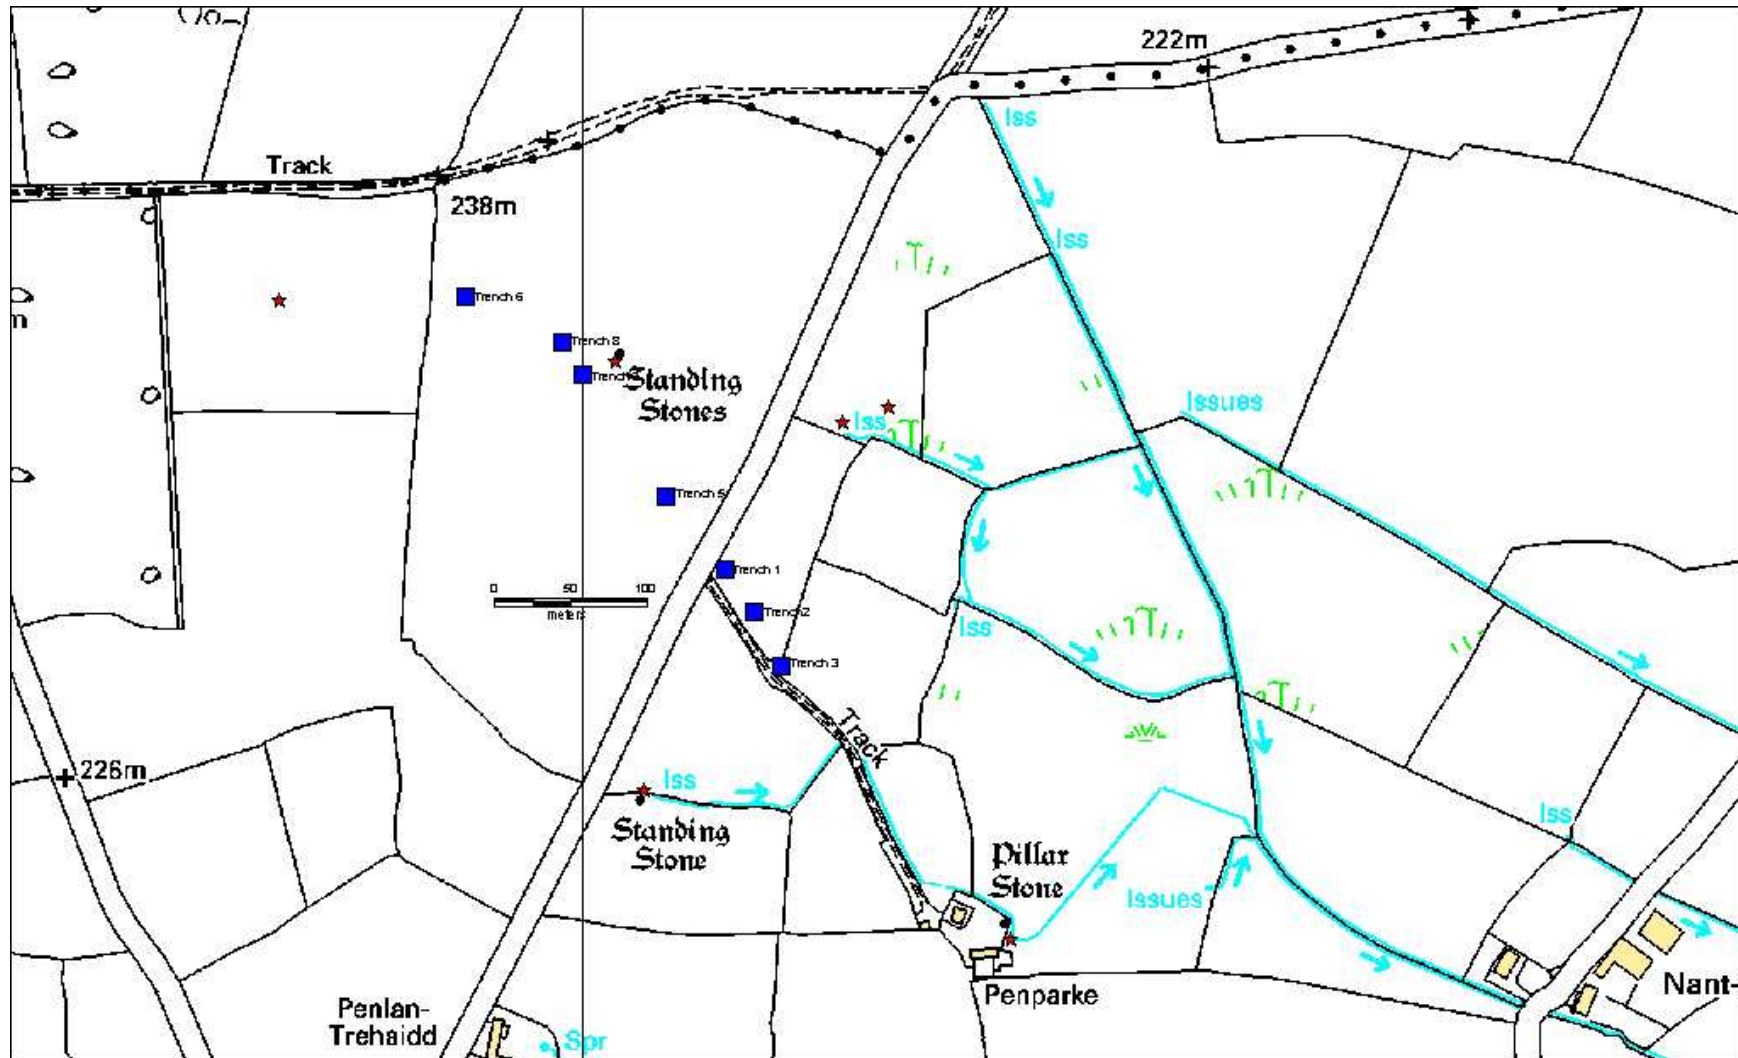 222m
Iss
Track
238m
Iss
Trench 6
Trench 8
Trench
Standing
Stones
Issues
Iss
Trench 5
Trench 1
0 50 100
meters
Trench2
Iss
Trench 3
Track
226m
Iss
Standing
Stone
Iss
Pillar
Stone
Issues
Penparke
Nant-
Penlan-
Trehaidd
Spr
m